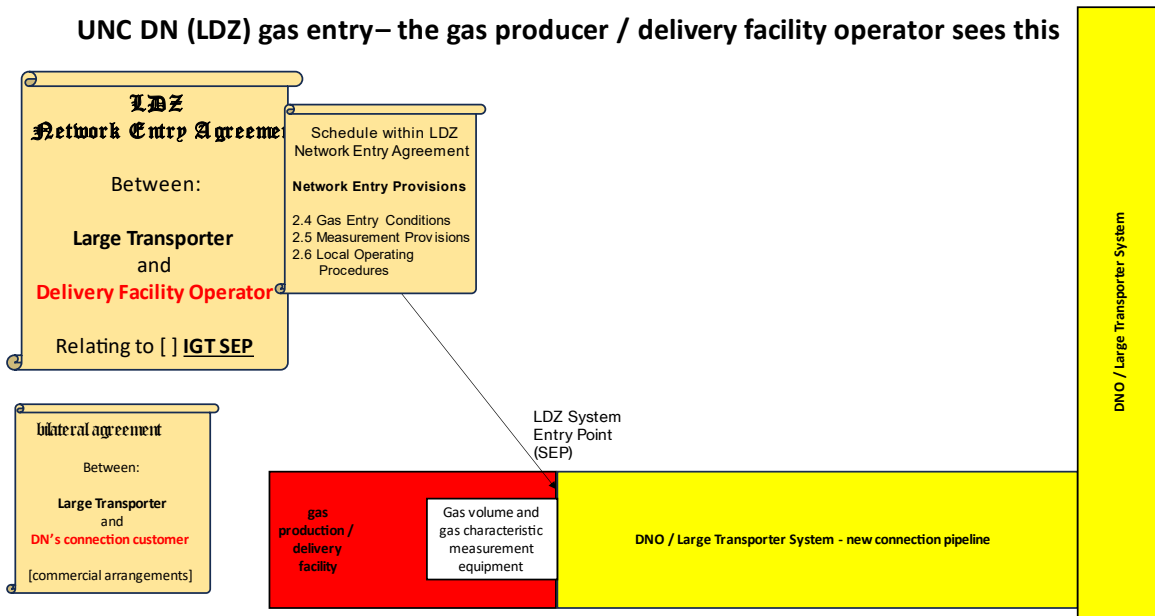 UNC DN (LDZ) gas entry– the gas producer / delivery facility operator sees this
LDZ
Network Entry Agreemen
Between:
Large Transporter
and
Delivery Facility Operator
Relating to [ ] IGT SEP
Schedule within LDZ
Network Entry Agreement
Network Entry Provisions
2.4 Gas Entry Conditions
2.5 Measurement Provisions
2.6 Local Operating
Procedures
bilateral agreement
Between:
Large Transporter
and
DN's connection customer
[commercial arrangements]
LDZ System
Entry Point
(SEP)
gas
production /
delivery
facility
Gas volume and
gas characteristic
measurement
equipment
DNO / Large Transporter System - new connection pipeline
DNO / Large Transporter System